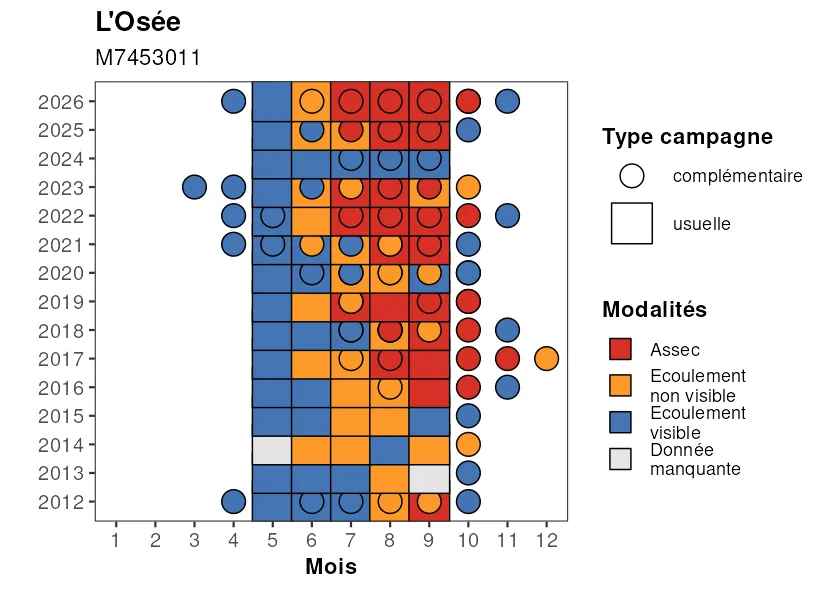 L'Osée
M7453011
2026
2025
2024
2023
2022
2021
2020
2019
2018
2017
2016
2015
2014
2013
2012
1 2 3 4 5 6 7 8 9 10 11 12
Mois
Type campagne
complémentaire
usuelle
Modalités
Assec
Ecoulement
non visible
Ecoulement
visible
Donnée
manquante